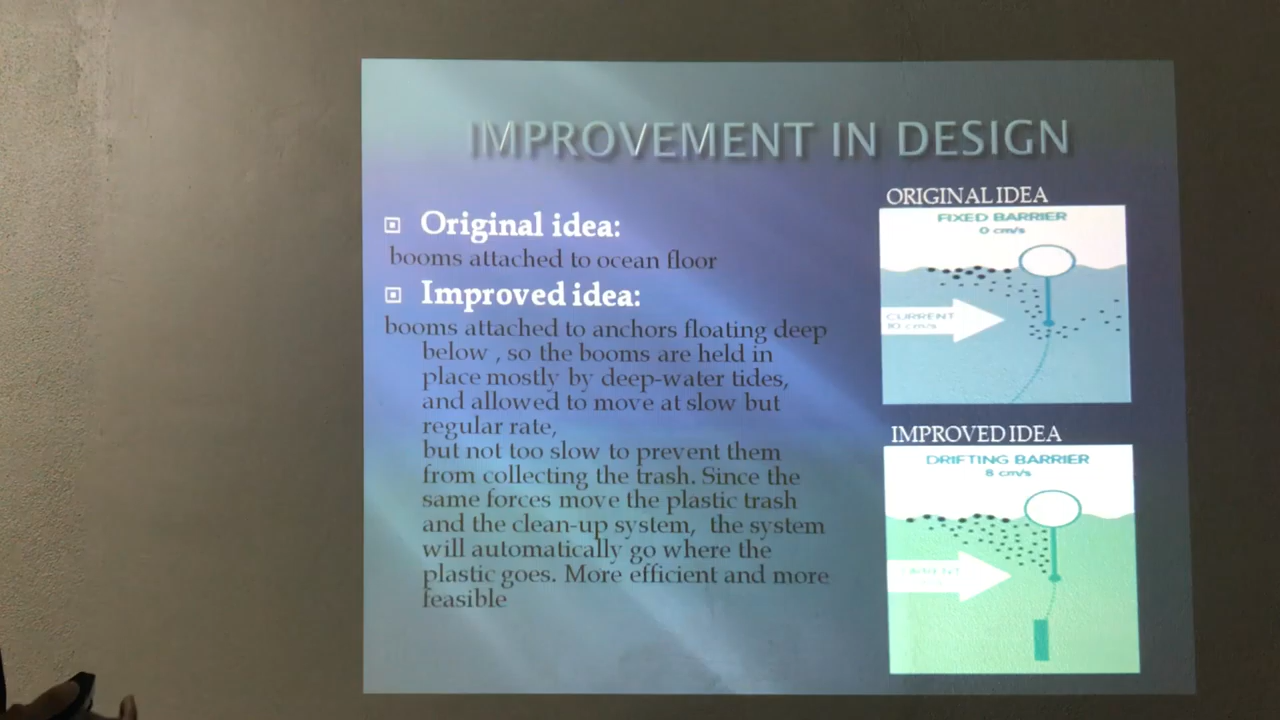 IMPROVEMENT IN DESIGN
Original idea:
booms attached to ocean floor
Improved idea:
booms attached to anchors floating deep
below , so the booms are held in
place mostly by deep-water tides,
and allowed to move at slow but
regular rate,
but not too slow to prevent them
from collecting the trash. Since the
same forces move the plastic trash
and the clean-up system, the system
will automatically go where the
plastic goes. More efficient and more
feasible
ORIGINAL IDEA
FIXED BARRIER
0 cm/s
CURRENT
10 cm/s
IMPROVED IDEA
DRIFTING BARRIER
8 cm/s